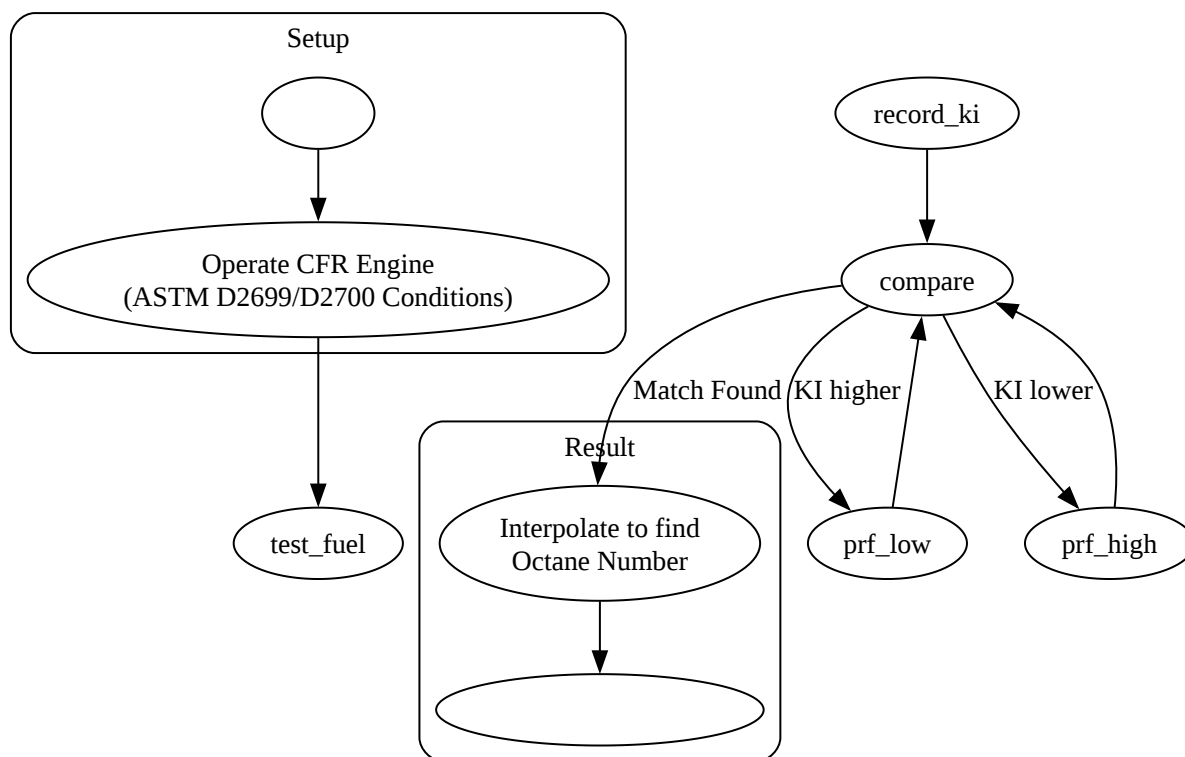 Setup
record_ki
Operate CFR Engine
(ASTM D2699/D2700 Conditions)
compare
Match Found
KI higher
KI lower
Result
test_fuel
Interpolate to find
Octane Number
prf_low
prf_high